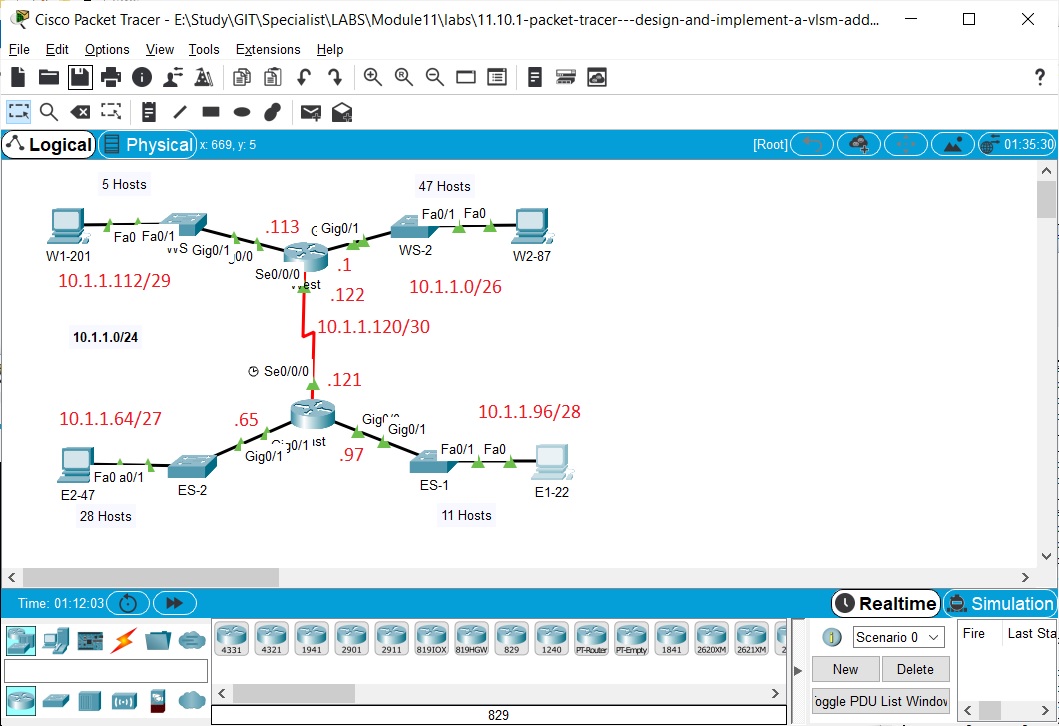 Cisco Packet Tracer - E:\Study\GIT\Specialist\LABS\Module11\labs\11.10.1-packet-tracer---design-and-implement-a-vlsm-add...
File Edit Options View Tools Extensions Help
?
Logical Physical x: 669, y: 5 [Root] 01:35:30
5 Hosts 47 Hosts
.113 Gig0/1 Fa0/1 Fa0
Fa0 Fa0/1 WS Gig0/1
W1-201 WS-2 W2-87
Se0/0/0 .1
10.1.1.112/29 .122 10.1.1.0/26
10.1.1.120/30
10.1.1.0/24
Se0/0/0 .121
10.1.1.64/27 .65 10.1.1.96/28
Gig0/1
Gig0/1 .97 Fa0/1 Fa0
Fa0 a0/1
E2-47 ES-2 ES-1 E1-22
28 Hosts 11 Hosts
Time: 01:12:03 Realtime Simulation
4331 4321 1941 2901 2911 819IOX 819HGW 829 1240 PT-Router PT-Empty 1841 2620XM 2621XM
Scenario 0 Fire Last Sta
New Delete
oggle PDU List Window
829